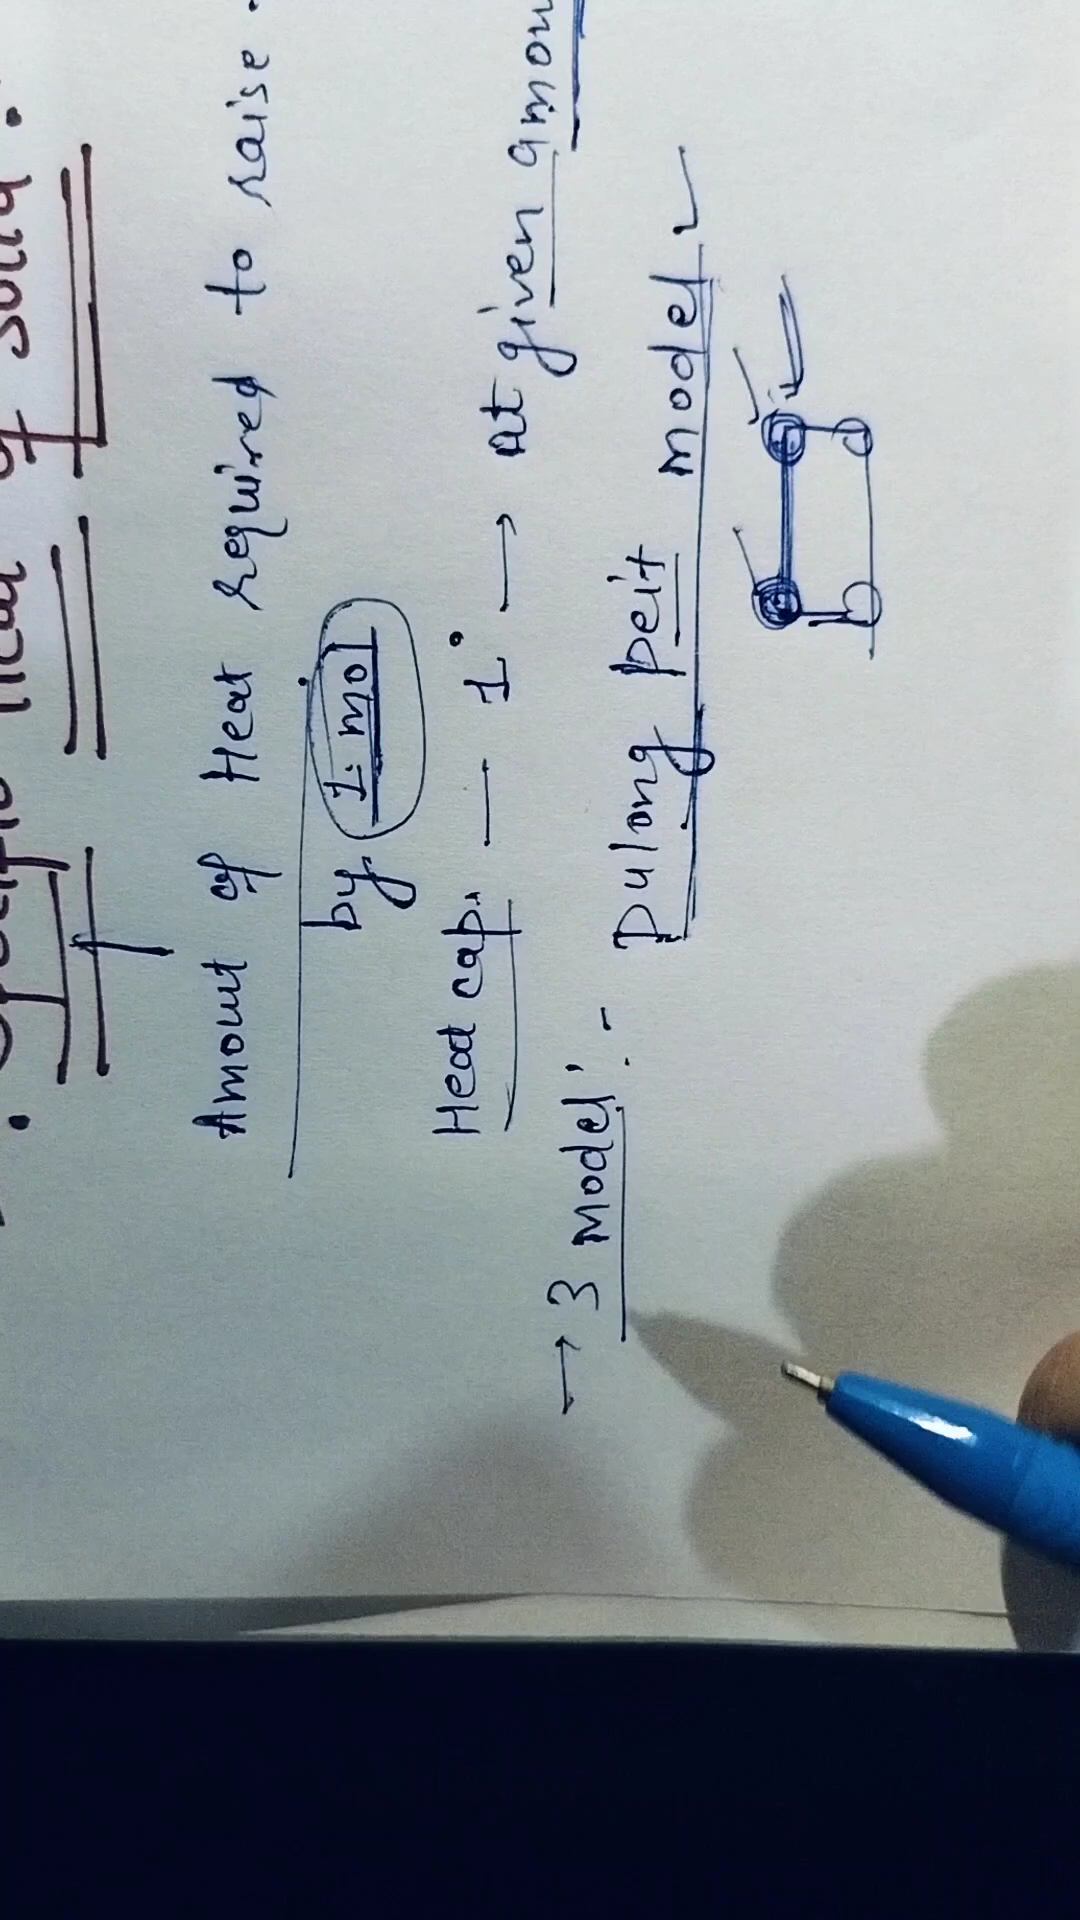 Specific Heat of Solid.
Amount of Heat required to raise.
by 1 mol
Heat cap. — 1° → At given amoun
→ 3 model :- Dulong peit model